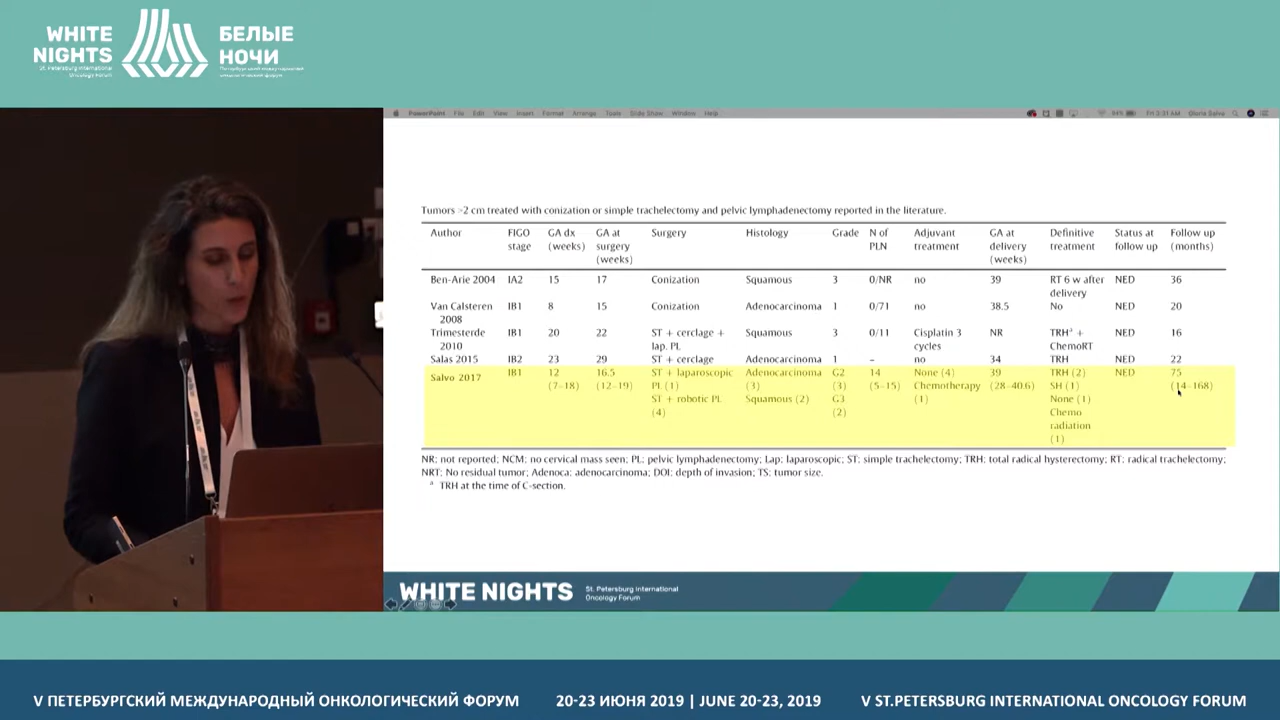 WHITE NIGHTS
St. Petersburg International Oncology Forum
БЕЛЫЕ НОЧИ
PowerPoint File Edit View Insert Format Arrange Tools Slide Show Window Help
Fri 3:31 AM Gloria Salvo
Tumors >2 cm treated with conization or simple trachelectomy and pelvic lymphadenectomy reported in the literature.
Author FIGO stage GA dx (weeks) GA at surgery (weeks) Surgery Histology Grade N of PLN Adjuvant treatment GA at delivery (weeks) Definitive treatment Status at follow up Follow up (months)
Ben-Arie 2004 IA2 15 17 Conization Squamous 3 0/NR no 39 RT 6 w after delivery NED 36
Van Calsteren 2008 IB1 8 15 Conization Adenocarcinoma 1 0/71 no 38.5 No NED 20
Trimesterde 2010 IB1 20 22 ST + cerclage + lap. PL Squamous 3 0/11 Cisplatin 3 cycles NR TRHª + ChemoRT NED 16
Salas 2015 IB2 23 29 ST + cerclage Adenocarcinoma 1 – no 34 TRH NED 22
Salvo 2017 IB1 12 (7–18) 16.5 (12–19) ST + laparoscopic PL (1) ST + robotic PL (4) Adenocarcinoma (3) Squamous (2) G2 (3) G3 (2) 14 (5–15) None (4) Chemotherapy (1) 39 (28–40.6) TRH (2) SH (1) None (1) Chemo radiation (1) NED 75 (14–168)
NR: not reported; NCM: no cervical mass seen; PL: pelvic lymphadenectomy; Lap: laparoscopic; ST: simple trachelectomy; TRH: total radical hysterectomy; RT: radical trachelectomy;
NRT: No residual tumor; Adenoca: adenocarcinoma; DOI: depth of invasion; TS: tumor size.
ª TRH at the time of C-section.
WHITE NIGHTS
St. Petersburg International
Oncology Forum
V ПЕТЕРБУРГСКИЙ МЕЖДУНАРОДНЫЙ ОНКОЛОГИЧЕСКИЙ ФОРУМ 20-23 ИЮНЯ 2019 | JUNE 20-23, 2019 V ST.PETERSBURG INTERNATIONAL ONCOLOGY FORUM